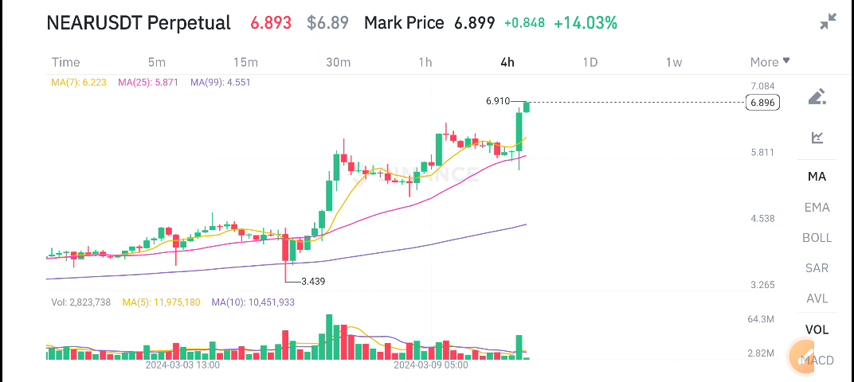 NEARUSDT Perpetual 6.893 $6.89 Mark Price 6.899 +0.848 +14.03%
Time 5m 15m 30m 1h 4h 1D 1w More
MA(7): 6.223 MA(25): 5.871 MA(99): 4.551
7.084
6.910
6.896
5.811
BINANCE
4.538
3.439
3.265
MA
EMA
BOLL
SAR
AVL
VOL
MACD
Vol: 2,823,738 MA(5): 11,975,180 MA(10): 10,451,933
64.3M
2.82M
2024-03-03 13:00 2024-03-09 05:00